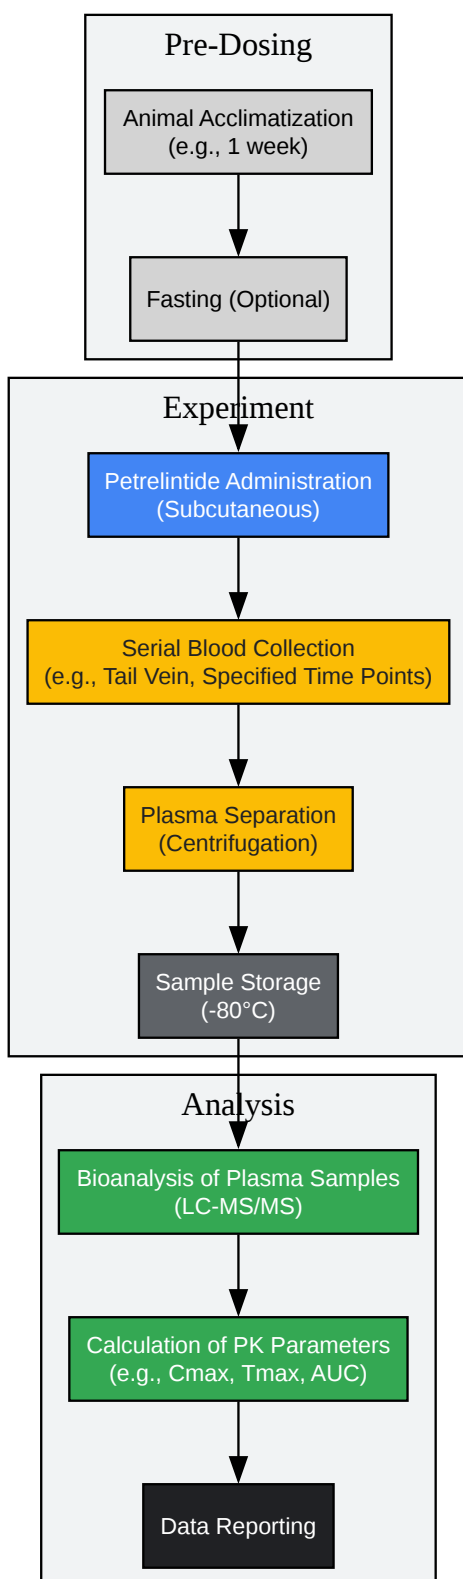 Pre-Dosing
Animal Acclimatization
(e.g., 1 week)
Fasting (Optional)
Experiment
Petrelintide Administration
(Subcutaneous)
Serial Blood Collection
(e.g., Tail Vein, Specified Time Points)
Plasma Separation
(Centrifugation)
Sample Storage
(-80°C)
Analysis
Bioanalysis of Plasma Samples
(LC-MS/MS)
Calculation of PK Parameters
(e.g., Cmax, Tmax, AUC)
Data Reporting